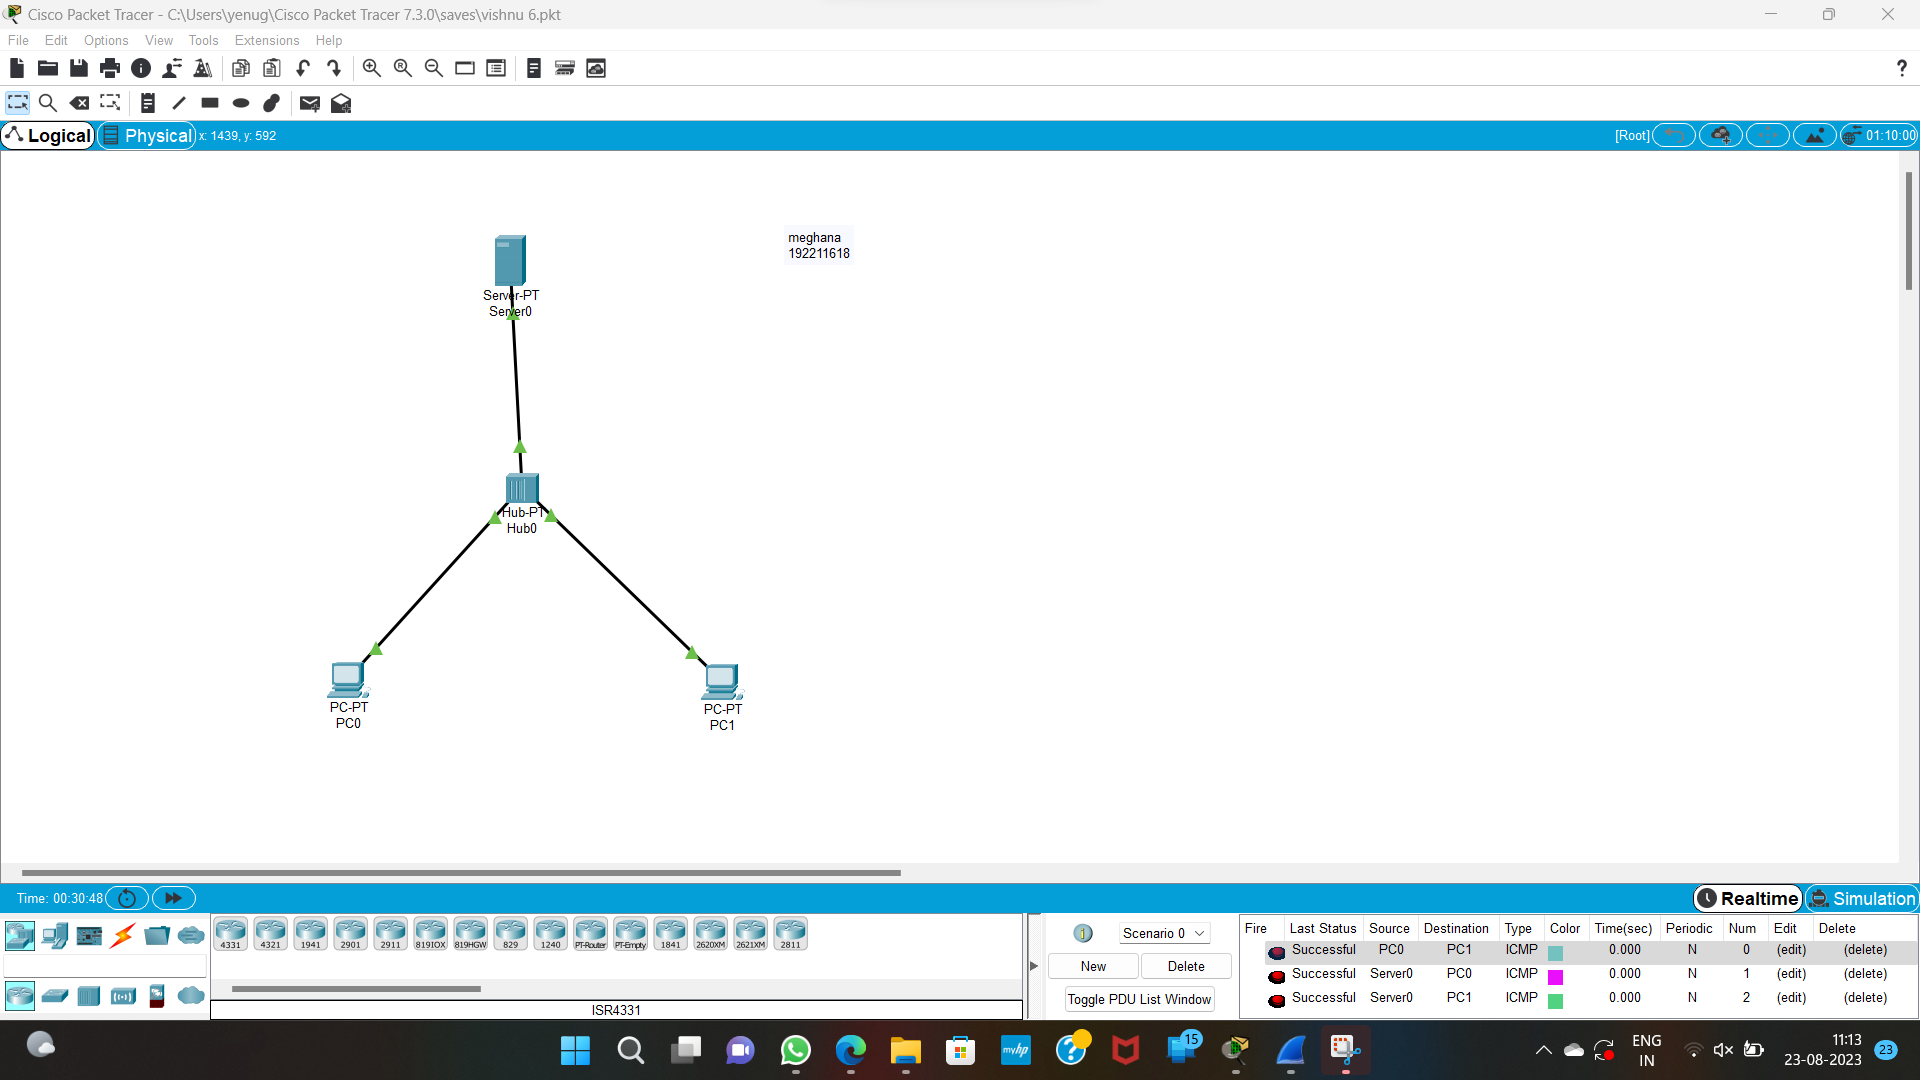 Cisco Packet Tracer - C:\Users\yenug\Cisco Packet Tracer 7.3.0\saves\vishnu 6.pkt
File Edit Options View Tools Extensions Help
?
Logical Physical x: 1439, y: 592 [Root] 01:10:00
meghana
192211618
Server-PT
Server0
Hub-PT
Hub0
PC-PT
PC0
PC-PT
PC1
Time: 00:30:48 Realtime Simulation
4331 4321 1941 2901 2911 819IOX 819HGW 829 1240 PT-Router PT-Empty 1841 2620XM 2621XM 2811
ISR4331
Scenario 0
New Delete
Toggle PDU List Window
Fire Last Status Source Destination Type Color Time(sec) Periodic Num Edit Delete
Successful PC0 PC1 ICMP 0.000 N 0 (edit) (delete)
Successful Server0 PC0 ICMP 0.000 N 1 (edit) (delete)
Successful Server0 PC1 ICMP 0.000 N 2 (edit) (delete)
myhp
15
ENG
IN
11:13
23-08-2023
23